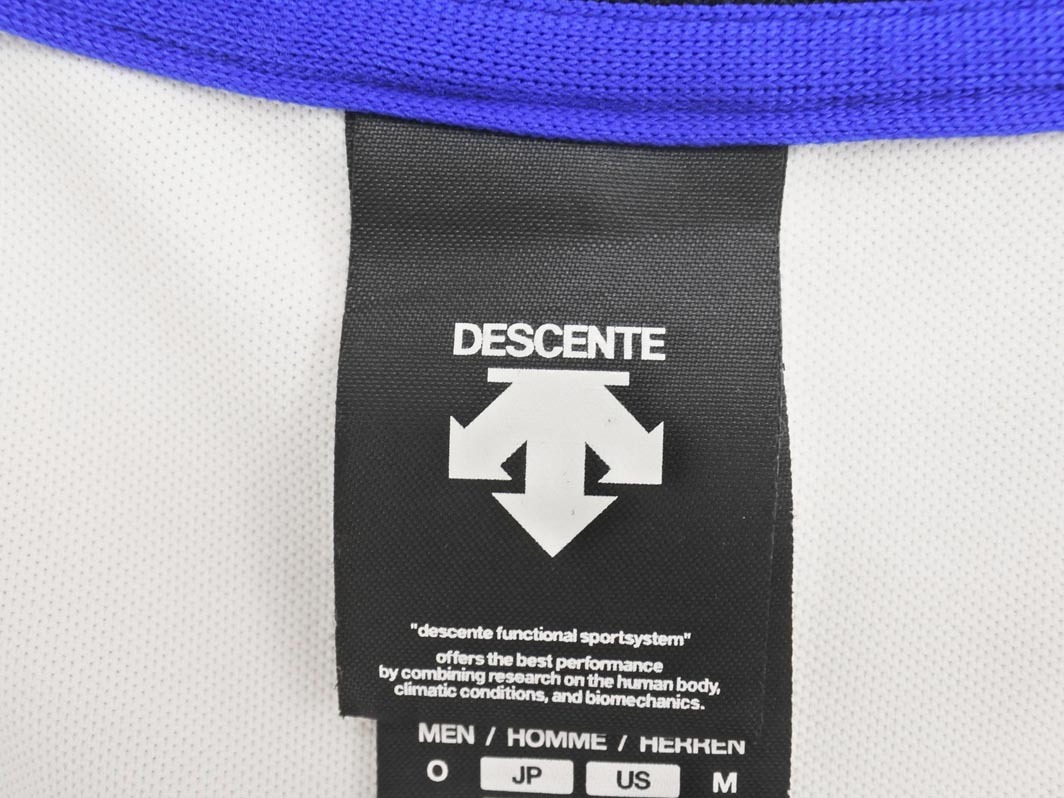 DESCENTE
"descente functional sportsystem"
offers the best performance
by combining research on the human body,
climatic conditions, and biomechanics.
MEN / HOMME / HERREN
O JP US M